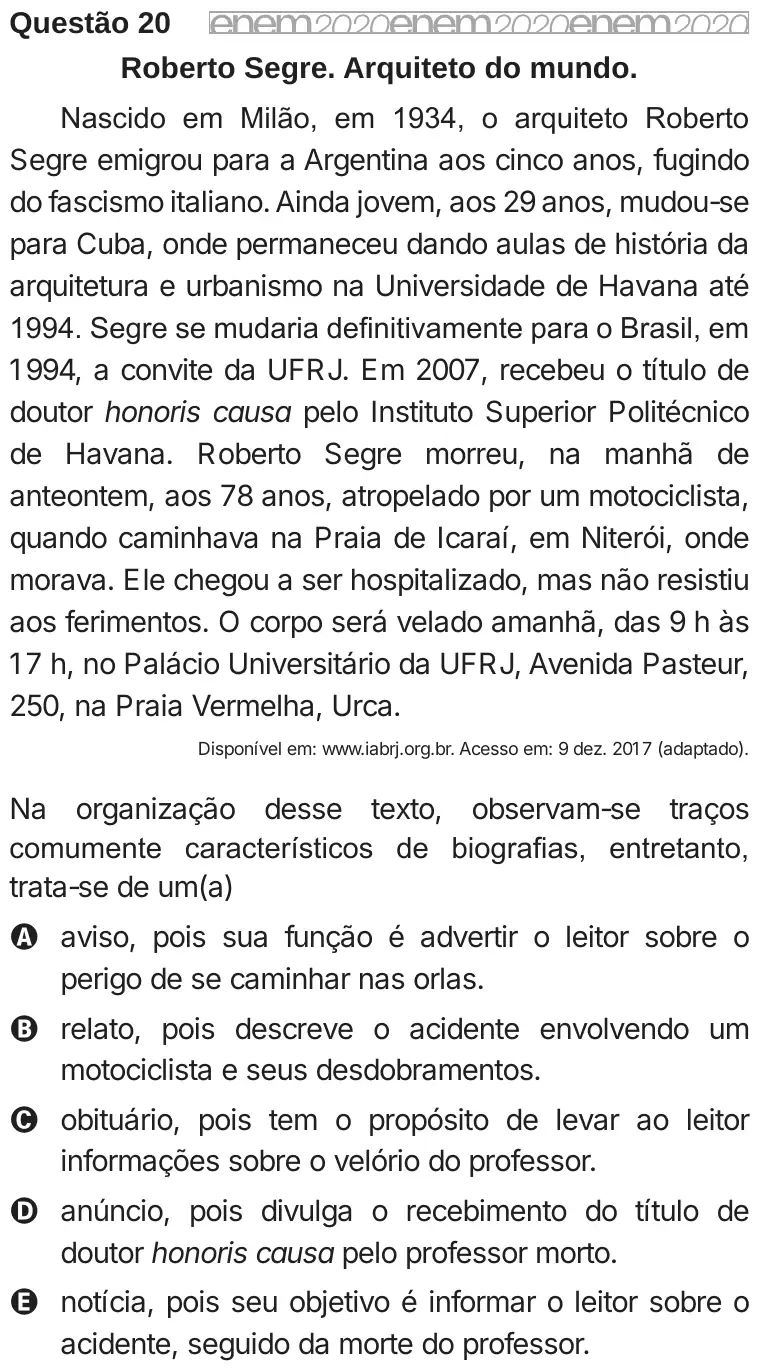 Questão 20 enem2020enem2020enem2020
Roberto Segre. Arquiteto do mundo.
Nascido em Milão, em 1934, o arquiteto Roberto
Segre emigrou para a Argentina aos cinco anos, fugindo
do fascismo italiano. Ainda jovem, aos 29 anos, mudou-se
para Cuba, onde permaneceu dando aulas de história da
arquitetura e urbanismo na Universidade de Havana até
1994. Segre se mudaria definitivamente para o Brasil, em
1994, a convite da UFRJ. Em 2007, recebeu o título de
doutor honoris causa pelo Instituto Superior Politécnico
de Havana. Roberto Segre morreu, na manhã de
anteontem, aos 78 anos, atropelado por um motociclista,
quando caminhava na Praia de Icaraí, em Niterói, onde
morava. Ele chegou a ser hospitalizado, mas não resistiu
aos ferimentos. O corpo será velado amanhã, das 9 h às
17 h, no Palácio Universitário da UFRJ, Avenida Pasteur,
250, na Praia Vermelha, Urca.
Disponível em: www.iabrj.org.br. Acesso em: 9 dez. 2017 (adaptado).
Na organização desse texto, observam-se traços
comumente característicos de biografias, entretanto,
trata-se de um(a)
A aviso, pois sua função é advertir o leitor sobre o
perigo de se caminhar nas orlas.
B relato, pois descreve o acidente envolvendo um
motociclista e seus desdobramentos.
C obituário, pois tem o propósito de levar ao leitor
informações sobre o velório do professor.
D anúncio, pois divulga o recebimento do título de
doutor honoris causa pelo professor morto.
E notícia, pois seu objetivo é informar o leitor sobre o
acidente, seguido da morte do professor.